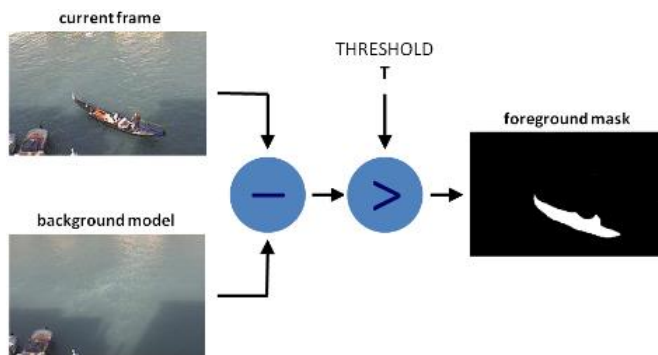 current frame
THRESHOLD
T
foreground mask
−
>
background model